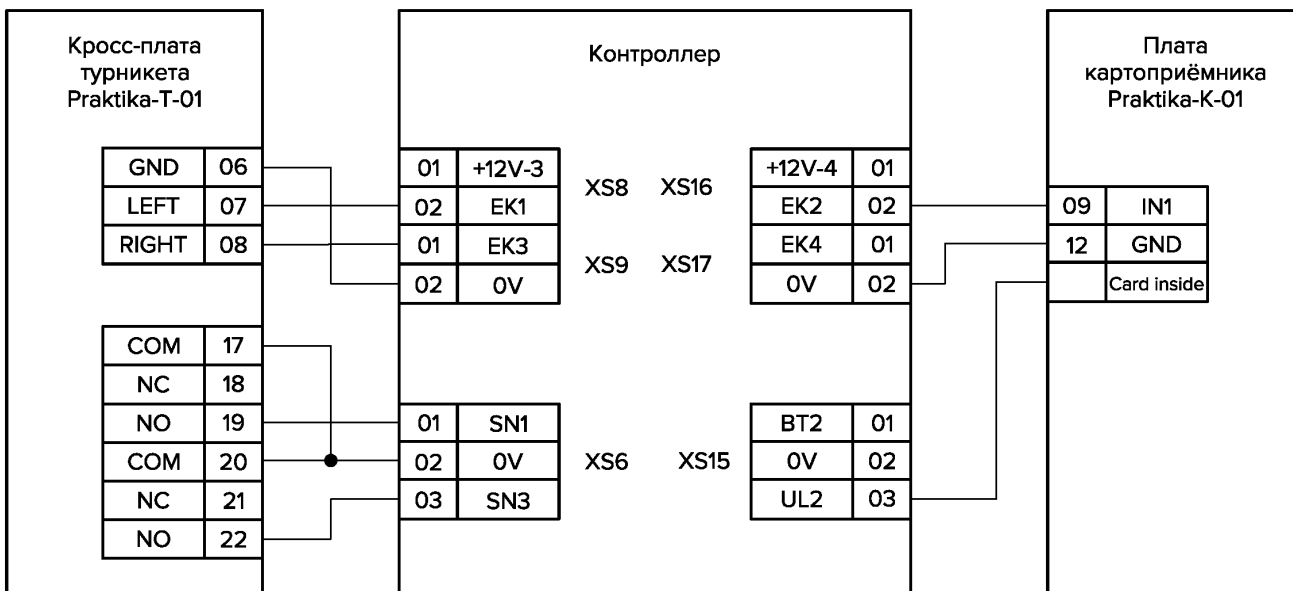 Кросс-плата
турникета
Praktika-T-01
Контроллер
Плата
картоприёмника
Praktika-K-01
GND 06
LEFT 07
RIGHT 08
COM 17
NC 18
NO 19
COM 20
NC 21
NO 22
01 +12V-3
02 EK1
01 EK3
02 0V
XS8 XS16
XS9 XS17
+12V-4 01
EK2 02
EK4 01
0V 02
01 SN1
02 0V
03 SN3
XS6 XS15
BT2 01
0V 02
UL2 03
09 IN1
12 GND
Card inside